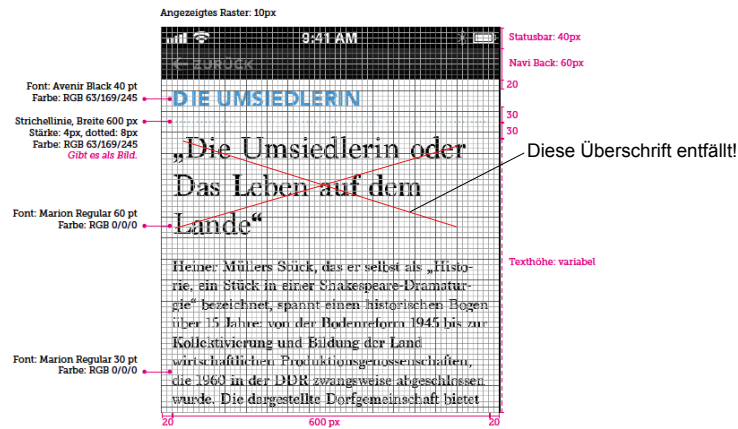 Angezeigtes Raster: 10px
9:41 AM
Statusbar: 40px
← ZURÜCK
Navi Back: 60px
20
Font: Avenir Black 40 pt
Farbe: RGB 63/169/245
DIE UMSIEDLERIN
30
Strichellinie, Breite 600 px
Stärke: 4px, dotted: 8px
Farbe: RGB 63/169/245
Gibt es als Bild.
30
„Die Umsiedlerin oder
Das Leben auf dem
Lande“
Diese Überschrift entfällt!
Font: Marion Regular 60 pt
Farbe: RGB 0/0/0
Texthöhe: variabel
Heiner Müllers Stück, das er selbst als „Histo-
rie, ein Stück in einer Shakespeare-Dramatur-
gie“ bezeichnet, spannt einen historischen Bogen
über 15 Jahre: von der Bodenreform 1945 bis zur
Kollektivierung und Bildung der Land
wirtschaftlichen Produktionsgenossenschaften,
die 1960 in der DDR zwangsweise abgeschlossen
wurde. Die dargestellte Dorfgemeinschaft bietet
Font: Marion Regular 30 pt
Farbe: RGB 0/0/0
20
600 px
20